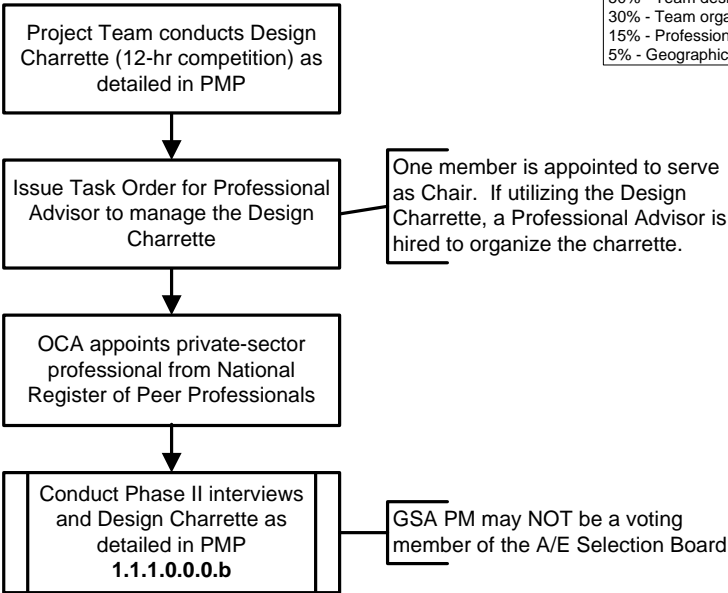 30% - Team organ
15% - Profession
5% - Geographic
Project Team conducts Design
Charrette (12-hr competition) as
detailed in PMP
Issue Task Order for Professional
Advisor to manage the Design
Charrette
One member is appointed to serve
as Chair. If utilizing the Design
Charrette, a Professional Advisor is
hired to organize the charrette.
OCA appoints private-sector
professional from National
Register of Peer Professionals
Conduct Phase II interviews
and Design Charrette as
detailed in PMP
1.1.1.0.0.0.b
GSA PM may NOT be a voting
member of the A/E Selection Board